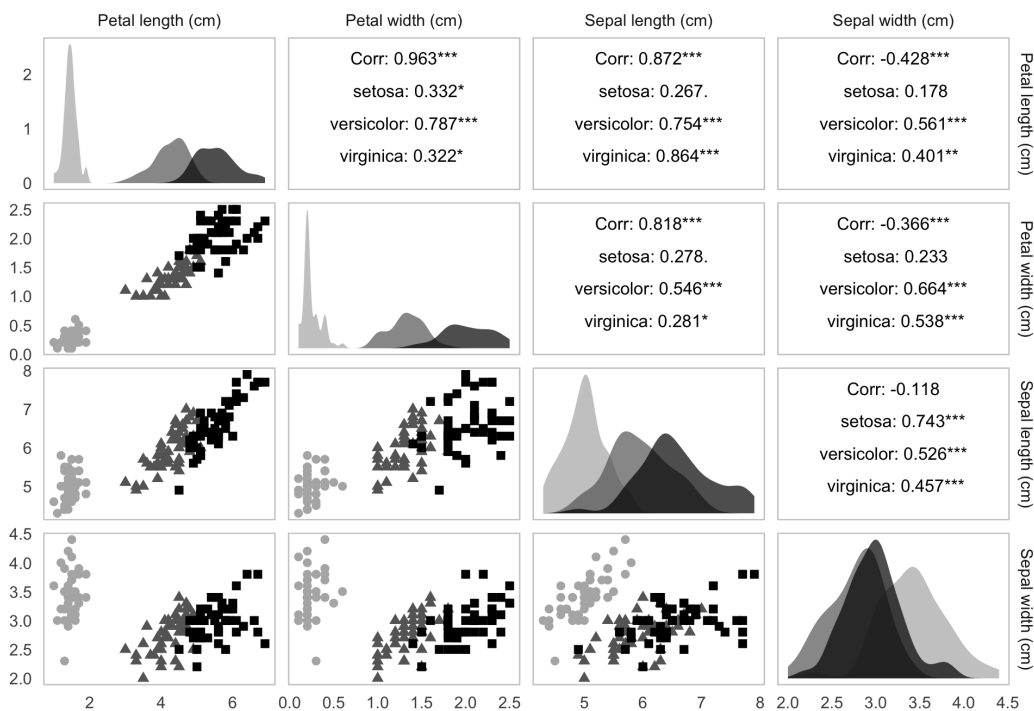 Petal length (cm)
Petal width (cm)
Sepal length (cm)
Sepal width (cm)
2
1
0
Corr: 0.963***
setosa: 0.332*
versicolor: 0.787***
virginica: 0.322*
Corr: 0.872***
setosa: 0.267.
versicolor: 0.754***
virginica: 0.864***
Corr: -0.428***
setosa: 0.178
versicolor: 0.561***
virginica: 0.401**
Petal length (cm)
2.5
2.0
1.5
1.0
0.5
0.0
Corr: 0.818***
setosa: 0.278.
versicolor: 0.546***
virginica: 0.281*
Corr: -0.366***
setosa: 0.233
versicolor: 0.664***
virginica: 0.538***
Petal width (cm)
8
7
6
5
Corr: -0.118
setosa: 0.743***
versicolor: 0.526***
virginica: 0.457***
Sepal length (cm)
4.5
4.0
3.5
3.0
2.5
2.0
Sepal width (cm)
2 4 6
0.0 0.5 1.0 1.5 2.0 2.5
5 6 7 8
2.0 2.5 3.0 3.5 4.0 4.5